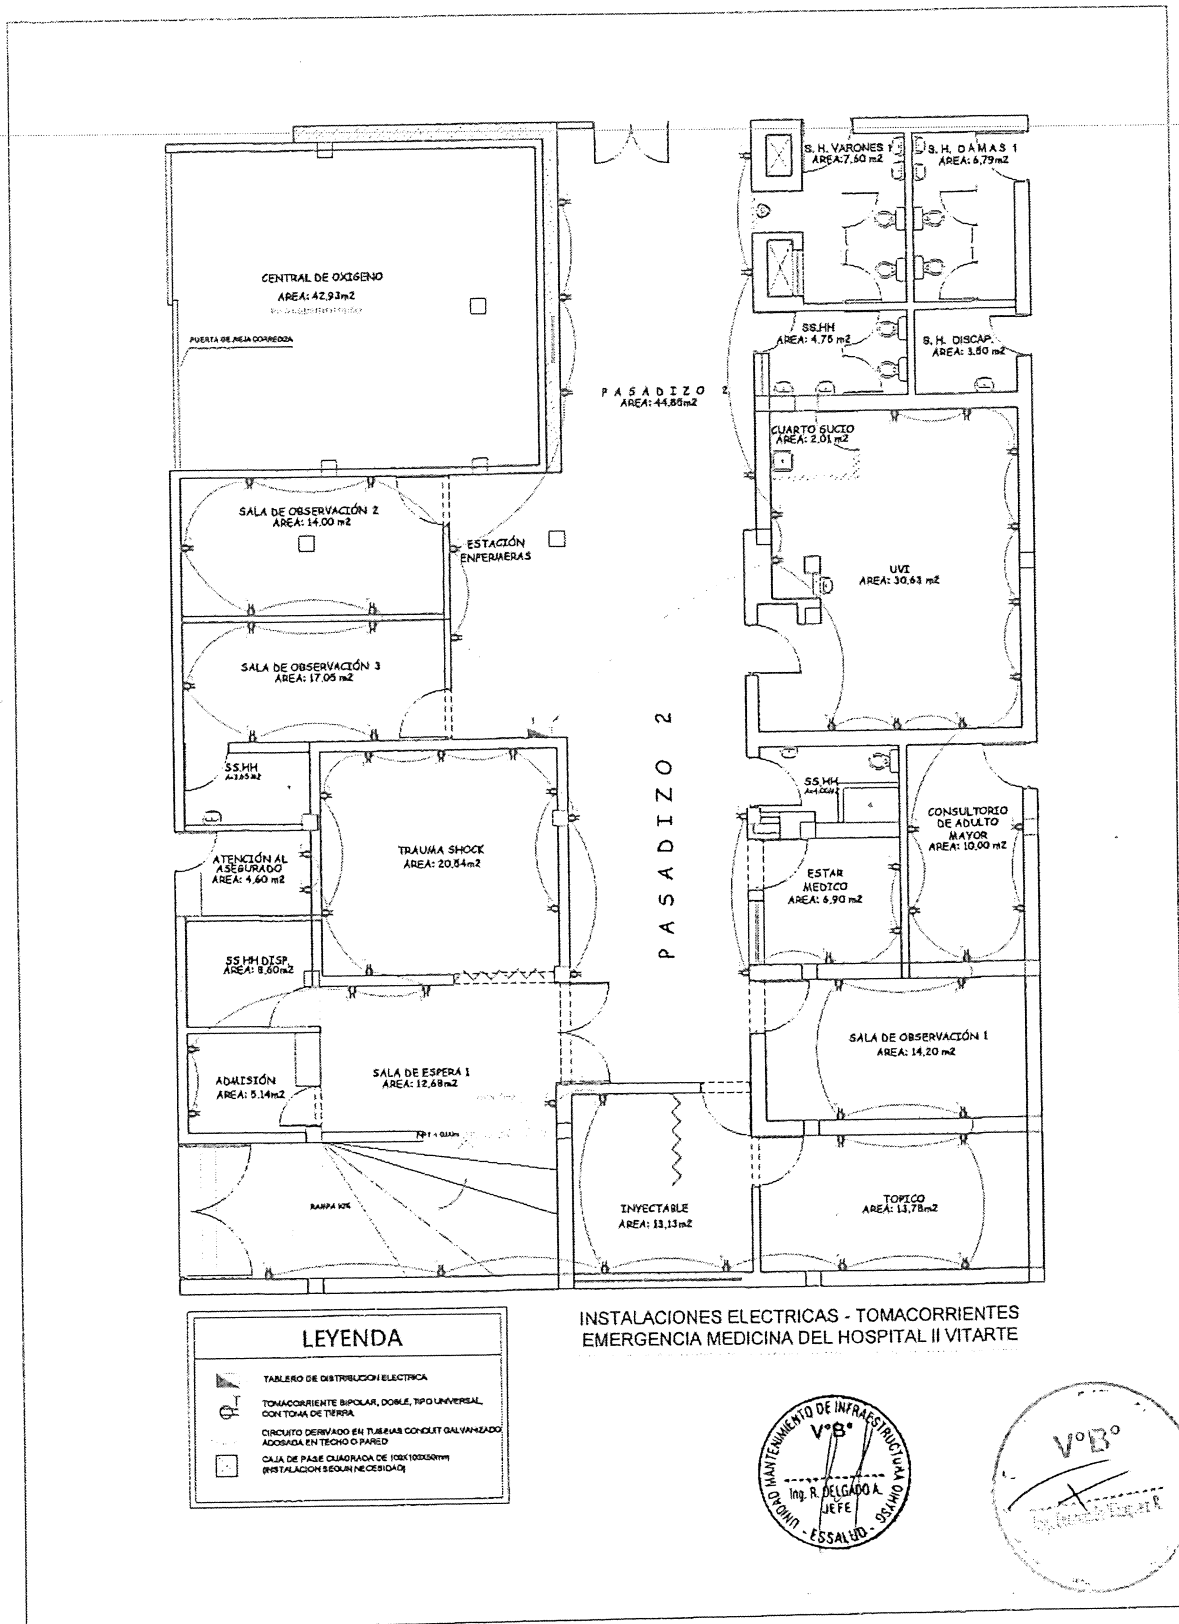 S. H. VARONES 1
AREA:7,60 m2
S. H. DAMAS 1
AREA: 6,79m2
CENTRAL DE OXIGENO
AREA: 42,93m2
PUERTA DE REJA CORREDIZA
SS.HH
AREA: 4,75 m2
S. H. DISCAP.
AREA: 3,50 m2
PASADIZO 2
AREA: 44,86m2
CUARTO SUCIO
AREA: 2,01 m2
SALA DE OBSERVACIÓN 2
AREA: 14,00 m2
ESTACIÓN
ENFERMERAS
UVI
AREA: 30,63 m2
SALA DE OBSERVACIÓN 3
AREA: 17,05 m2
PASADIZO 2
SS.HH
SS.HH
CONSULTORIO
DE ADULTO
MAYOR
AREA: 10,00 m2
TRAUMA SHOCK
AREA: 20,54m2
ATENCIÓN AL
ASEGURADO
AREA: 4,60 m2
ESTAR
MEDICO
AREA: 6,90 m2
SS.HH DISP.
AREA: 8,60m2
SALA DE OBSERVACIÓN 1
AREA: 14,20 m2
ADMISIÓN
AREA: 5,14m2
SALA DE ESPERA 1
AREA: 12,68m2
RAMPA 10%
INYECTABLE
AREA: 13,13m2
TOPICO
AREA: 13,78m2
INSTALACIONES ELECTRICAS - TOMACORRIENTES
EMERGENCIA MEDICINA DEL HOSPITAL II VITARTE
LEYENDA
TABLERO DE DISTRIBUCION ELECTRICA
TOMACORRIENTE BIPOLAR, DOBLE, TIPO UNIVERSAL,
CON TOMA DE TIERRA
CIRCUITO DERIVADO EN TUBERIAS CONDUIT GALVANIZADO
ADOSADA EN TECHO O PARED
CAJA DE PASE CUADRADA DE 100X100X50mm
(INSTALACION SEGUN NECESIDAD)
UNIDAD MANTENIMIENTO DE INFRAESTRUCTURA OIHYSG
V°B°
Ing. R. DELGADO A.
JEFE
- ESSALUD -
V°B°